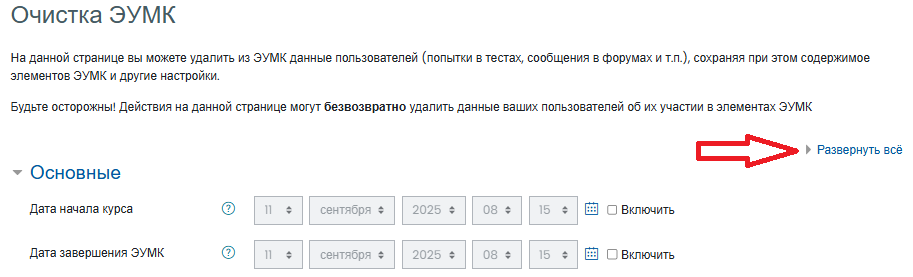 Очистка ЭУМК
На данной странице вы можете удалить из ЭУМК данные пользователей (попытки в тестах, сообщения в форумах и т.п.), сохраняя при этом содержимое
элементов ЭУМК и другие настройки.
Будьте осторожны! Действия на данной странице могут безвозвратно удалить данные ваших пользователей об их участии в элементах ЭУМК
Развернуть всё
Основные
Дата начала курса ? 11 сентября 2025 08 15 Включить
Дата завершения ЭУМК ? 11 сентября 2025 08 15 Включить